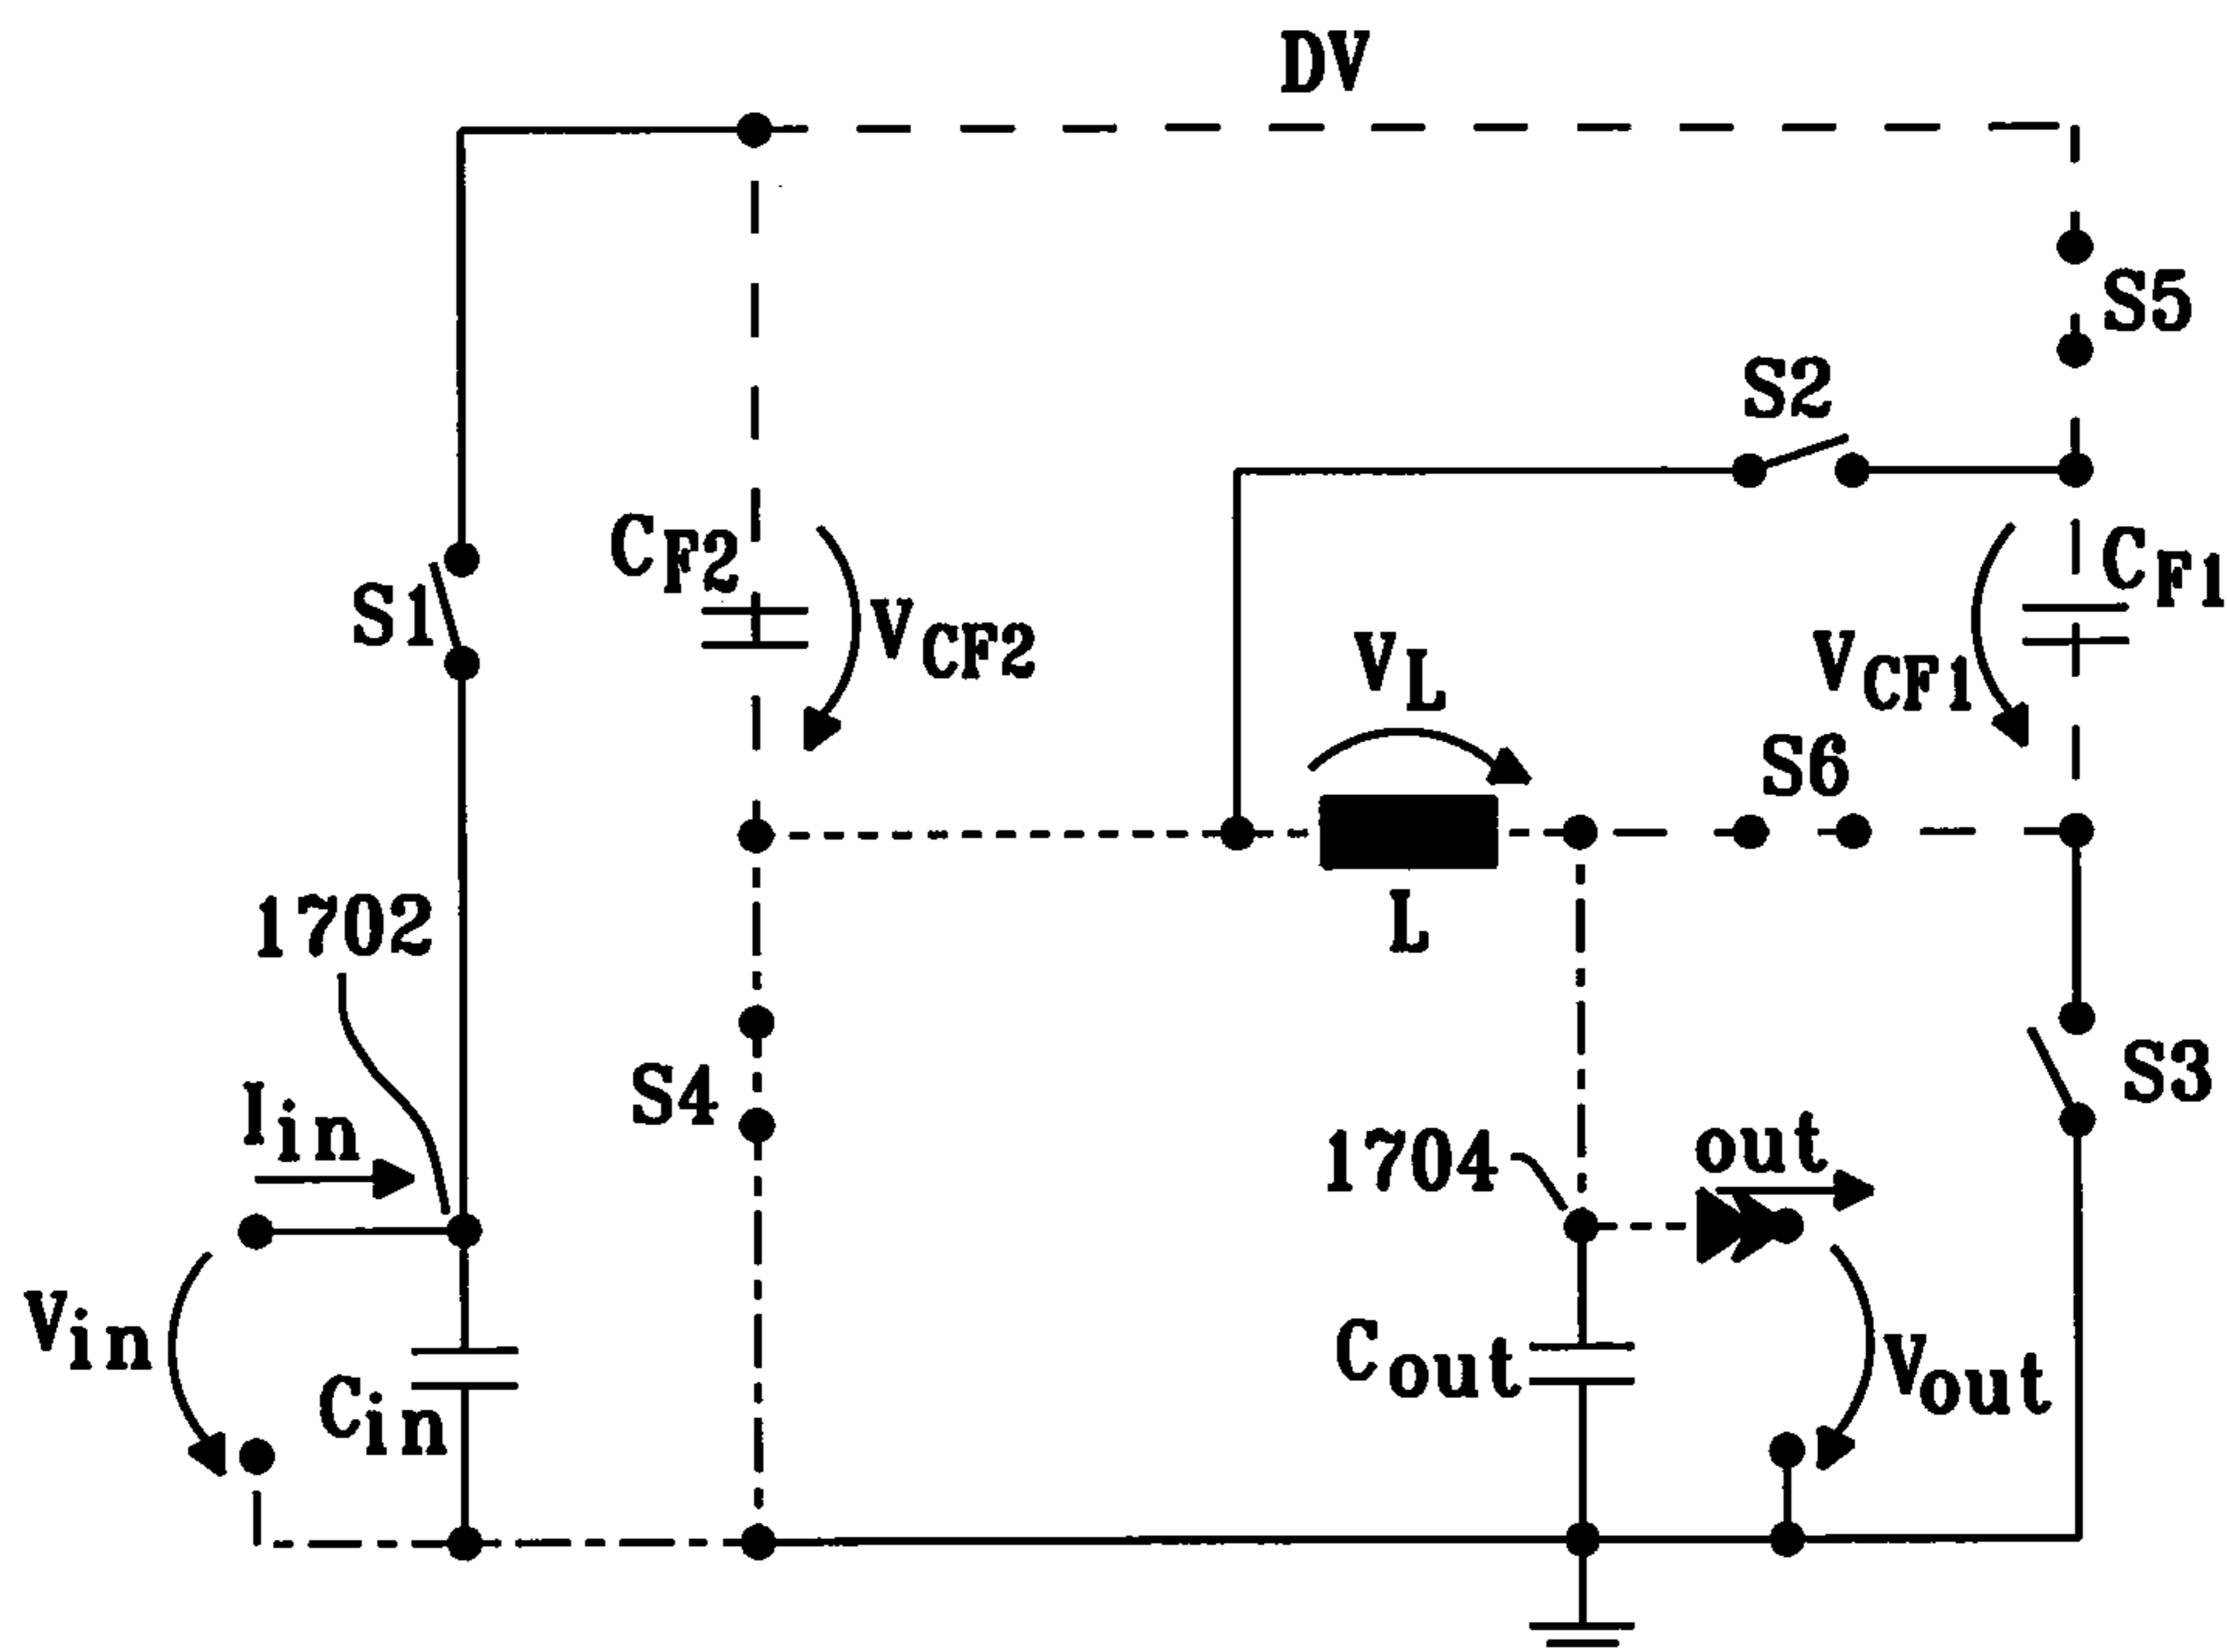 DV
S5
S2
CF2
CF1
S1
VCF2
VL
VCF1
S6
1702
L
S4
S3
Iin
1704
out
Vin
Cin
Cout
Vout